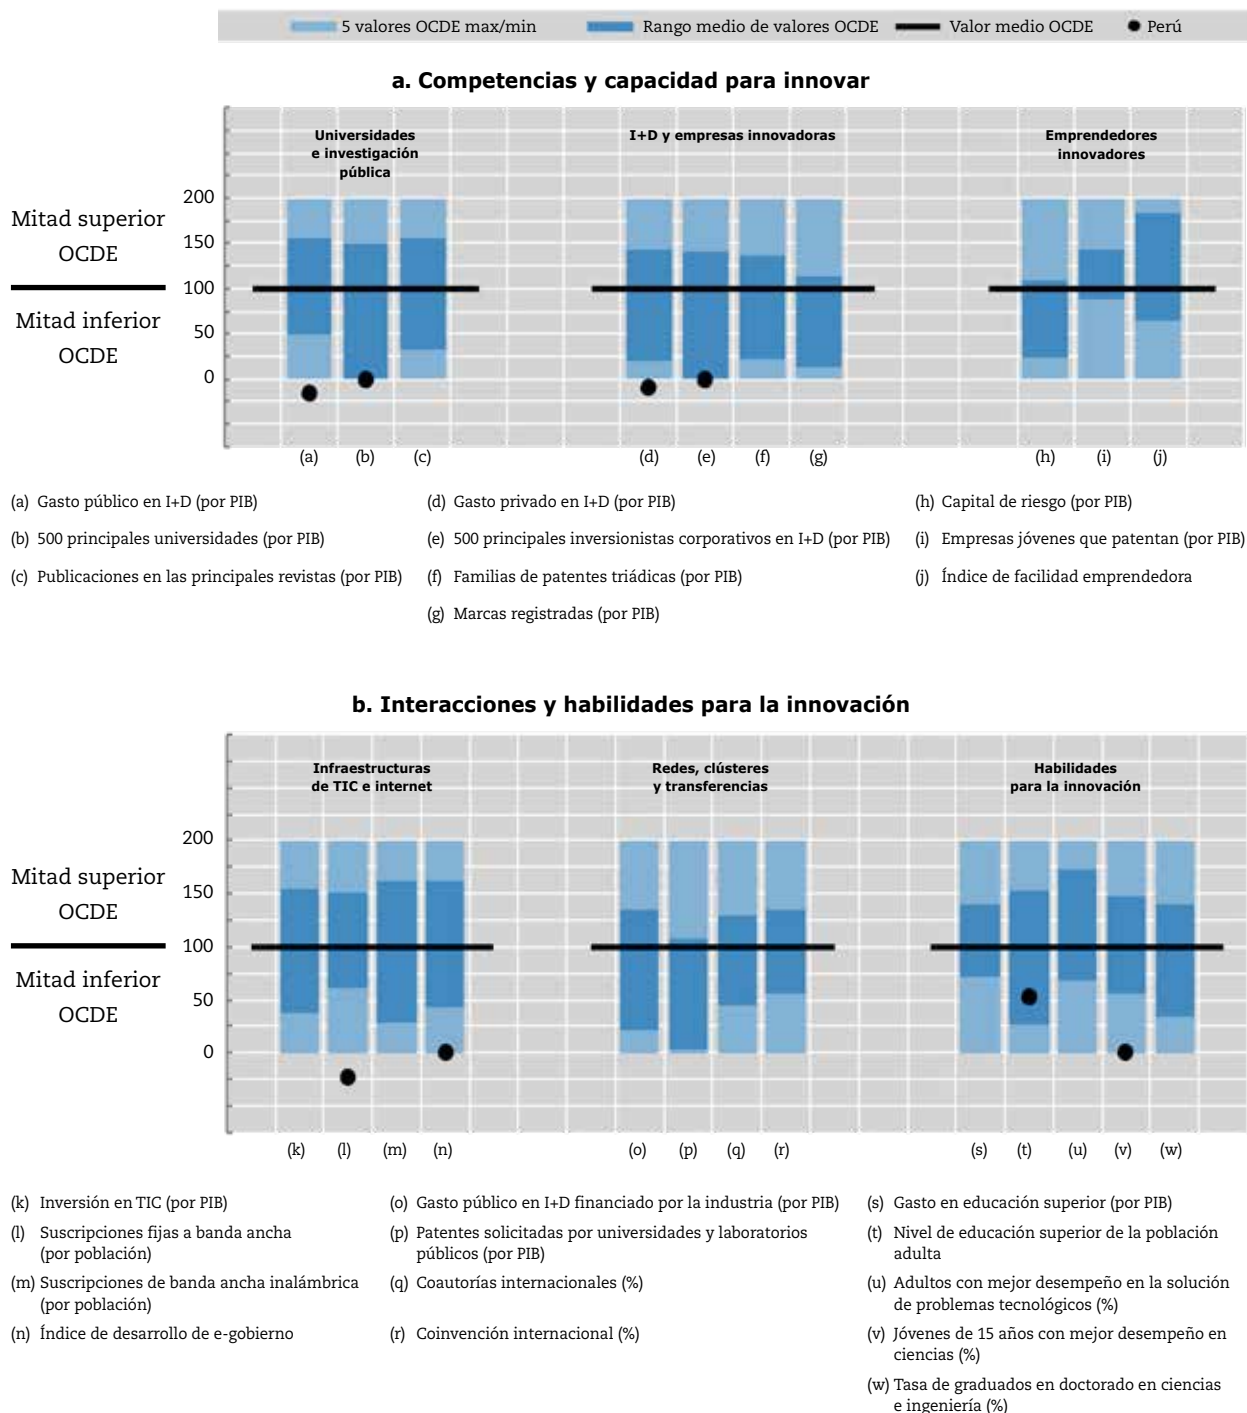 5 valores OCDE max/min Rango medio de valores OCDE Valor medio OCDE Perú
a. Competencias y capacidad para innovar
Universidades
e investigación
pública
I+D y empresas innovadoras
Emprendedores
innovadores
Mitad superior
OCDE
Mitad inferior
OCDE
200
150
100
50
0
(a) (b) (c) (d) (e) (f) (g) (h) (i) (j)
(a) Gasto público en I+D (por PIB)
(b) 500 principales universidades (por PIB)
(c) Publicaciones en las principales revistas (por PIB)
(d) Gasto privado en I+D (por PIB)
(e) 500 principales inversionistas corporativos en I+D (por PIB)
(f) Familias de patentes triádicas (por PIB)
(g) Marcas registradas (por PIB)
(h) Capital de riesgo (por PIB)
(i) Empresas jóvenes que patentan (por PIB)
(j) Índice de facilidad emprendedora
b. Interacciones y habilidades para la innovación
Infraestructuras
de TIC e internet
Redes, clústeres
y transferencias
Habilidades
para la innovación
Mitad superior
OCDE
Mitad inferior
OCDE
200
150
100
50
0
(k) (l) (m) (n) (o) (p) (q) (r) (s) (t) (u) (v) (w)
(k) Inversión en TIC (por PIB)
(l) Suscripciones fijas a banda ancha
(por población)
(m) Suscripciones de banda ancha inalámbrica
(por población)
(n) Índice de desarrollo de e-gobierno
(o) Gasto público en I+D financiado por la industria (por PIB)
(p) Patentes solicitadas por universidades y laboratorios
públicos (por PIB)
(q) Coautorías internacionales (%)
(r) Coinvención internacional (%)
(s) Gasto en educación superior (por PIB)
(t) Nivel de educación superior de la población
adulta
(u) Adultos con mejor desempeño en la solución
de problemas tecnológicos (%)
(v) Jóvenes de 15 años con mejor desempeño en
ciencias (%)
(w) Tasa de graduados en doctorado en ciencias
e ingeniería (%)